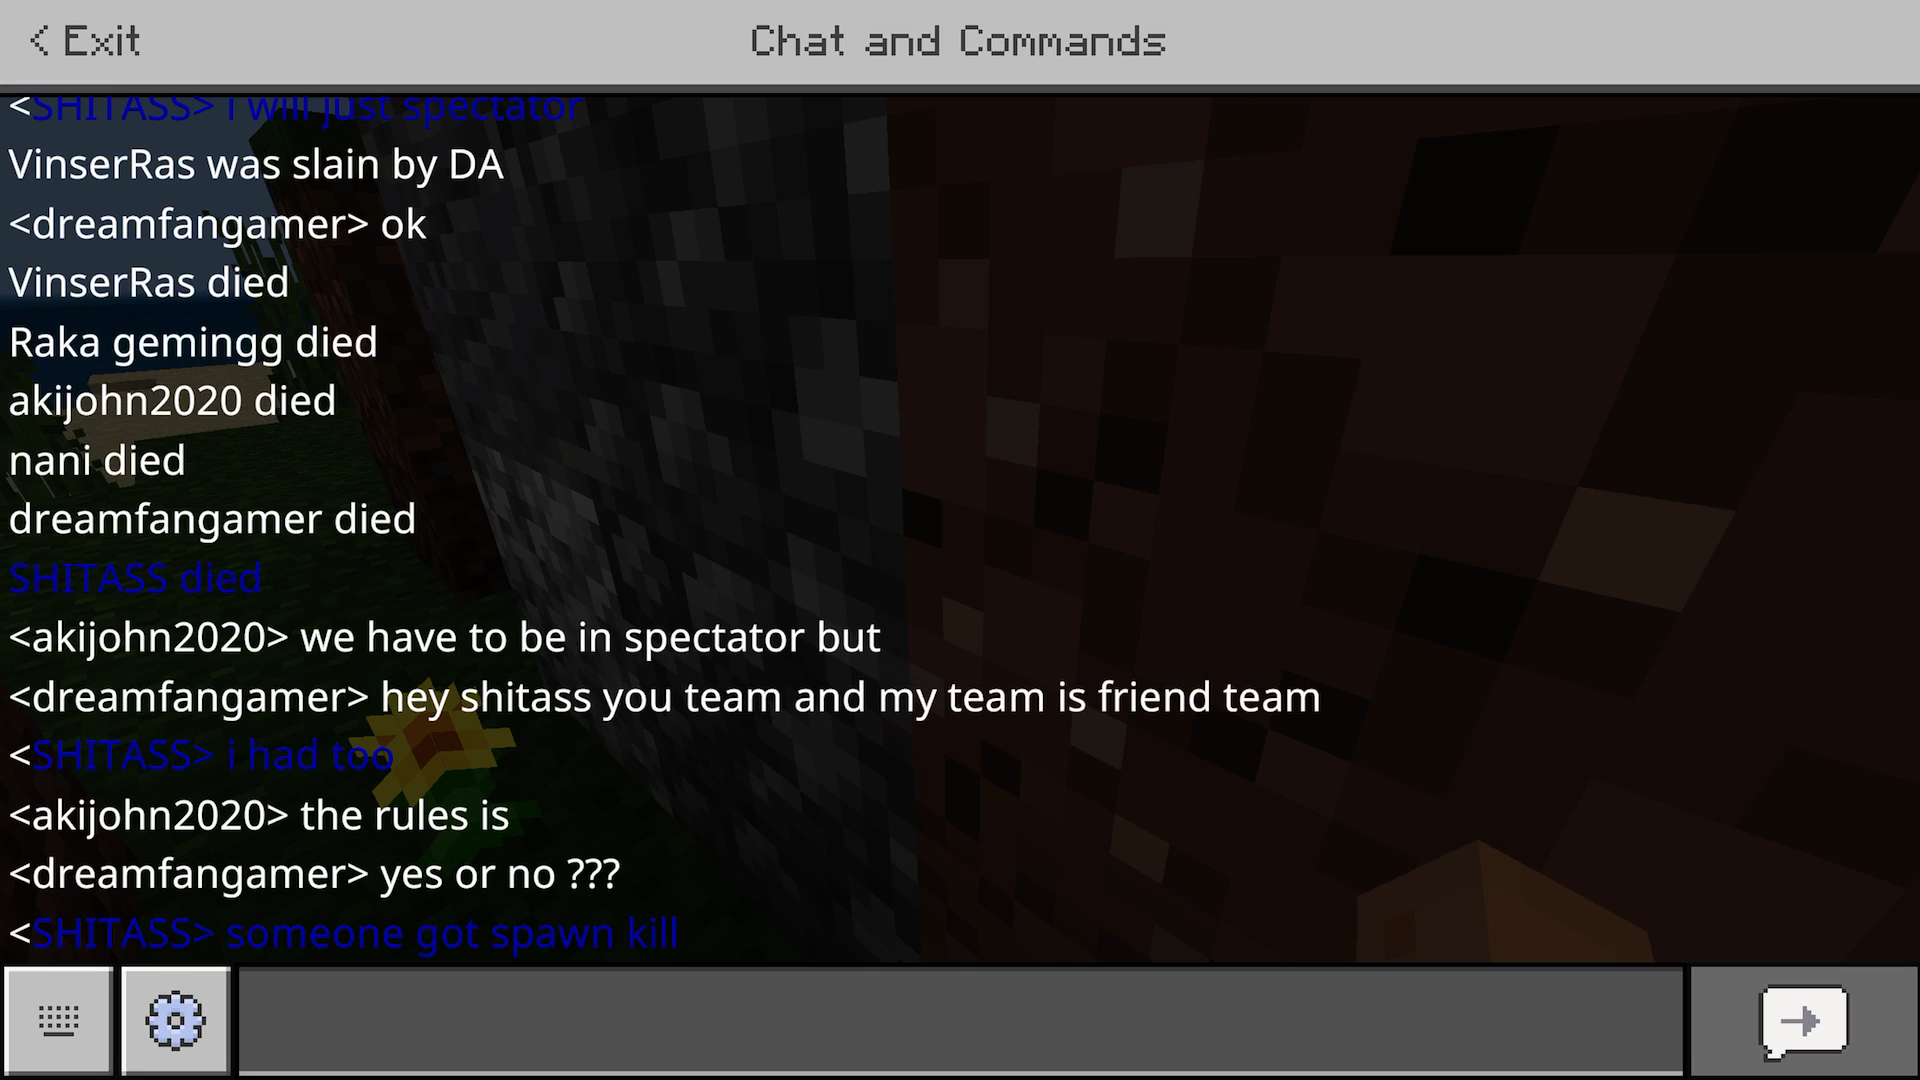 Exit
Chat and Commands
<SHITASS> i will just spectator
VinserRas was slain by DA
<dreamfangamer> ok
VinserRas died
Raka gemingg died
akijohn2020 died
nani died
dreamfangamer died
SHITASS died
<akijohn2020> we have to be in spectator but
<dreamfangamer> hey shitass you team and my team is friend team
<SHITASS> i had too
<akijohn2020> the rules is
<dreamfangamer> yes or no ???
<SHITASS> someone got spawn kill